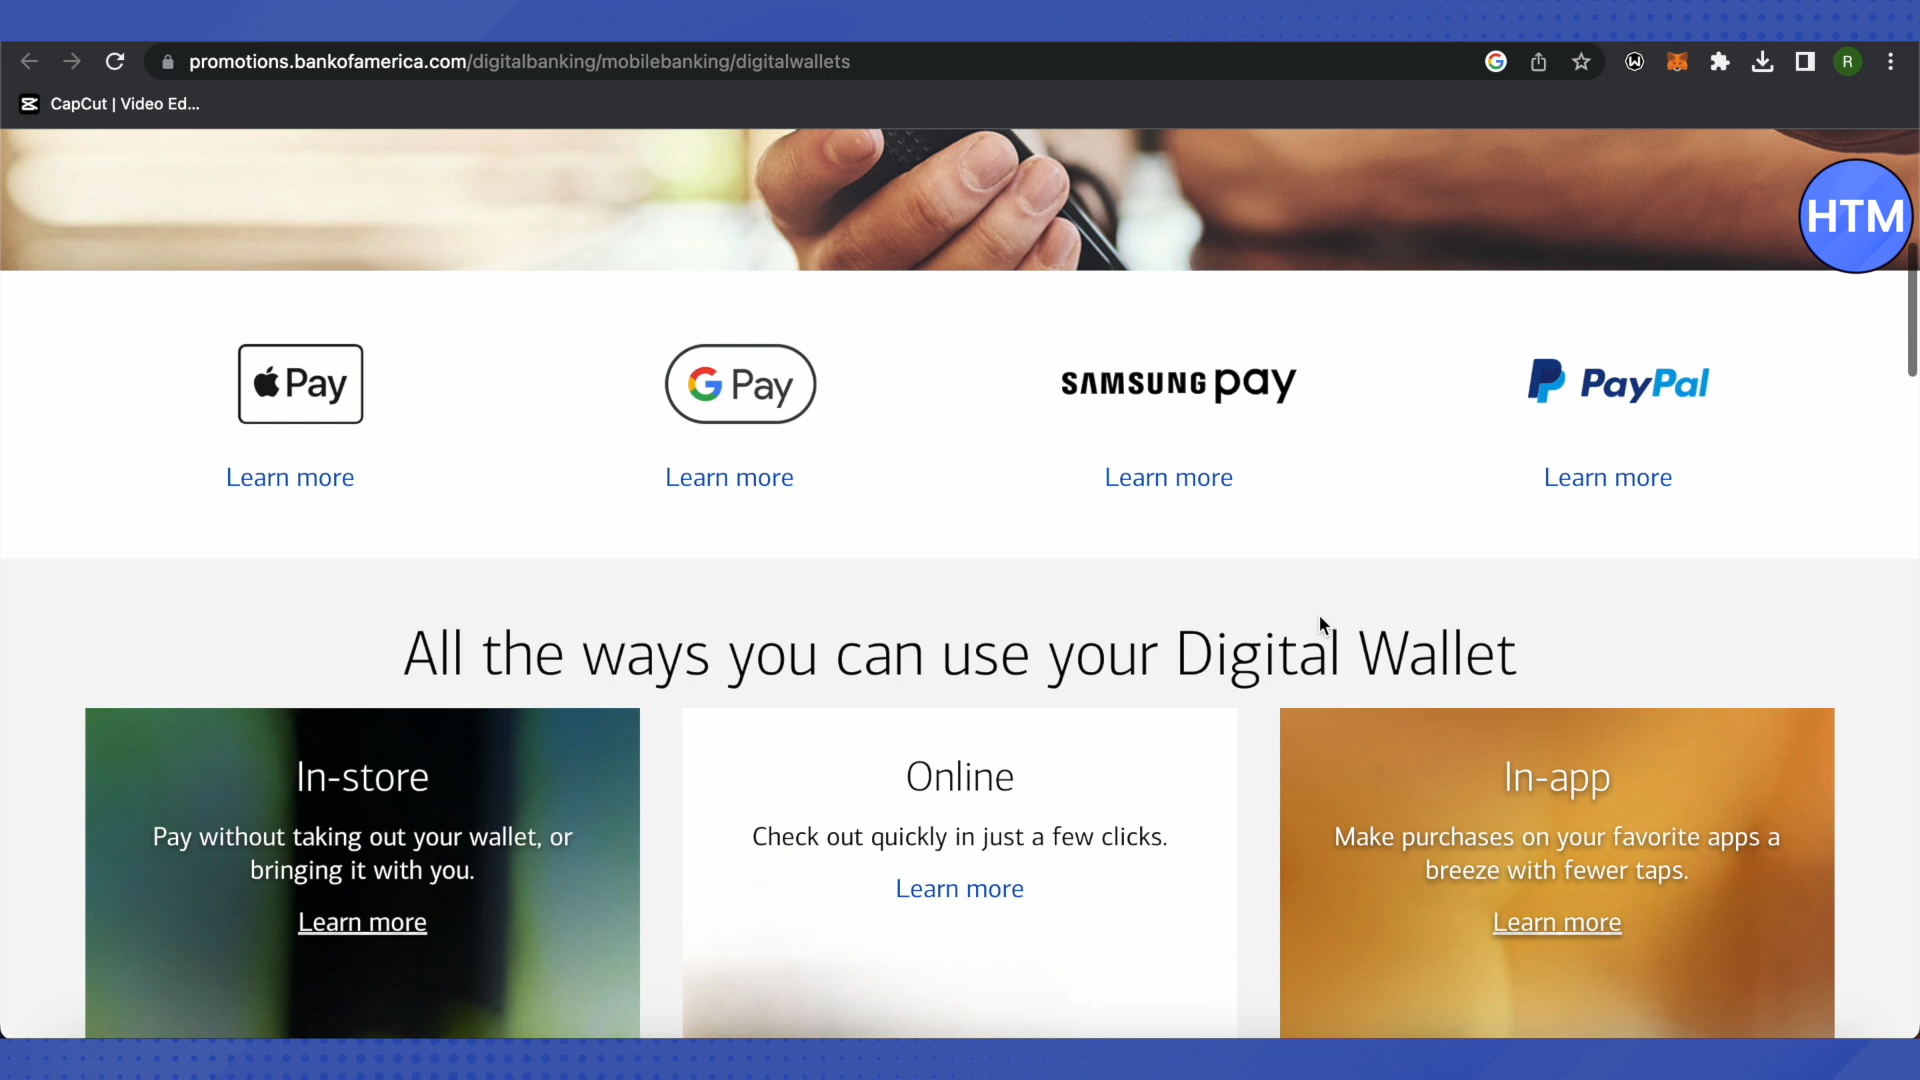 promotions.bankofamerica.com/digitalbanking/mobilebanking/digitalwallets
R
CapCut | Video Ed...
HTM
Pay
G Pay
SAMSUNG pay
PayPal
Learn more
Learn more
Learn more
Learn more
All the ways you can use your Digital Wallet
In-store
Pay without taking out your wallet, or
bringing it with you.
Learn more
Online
Check out quickly in just a few clicks.
Learn more
In-app
Make purchases on your favorite apps a
breeze with fewer taps.
Learn more